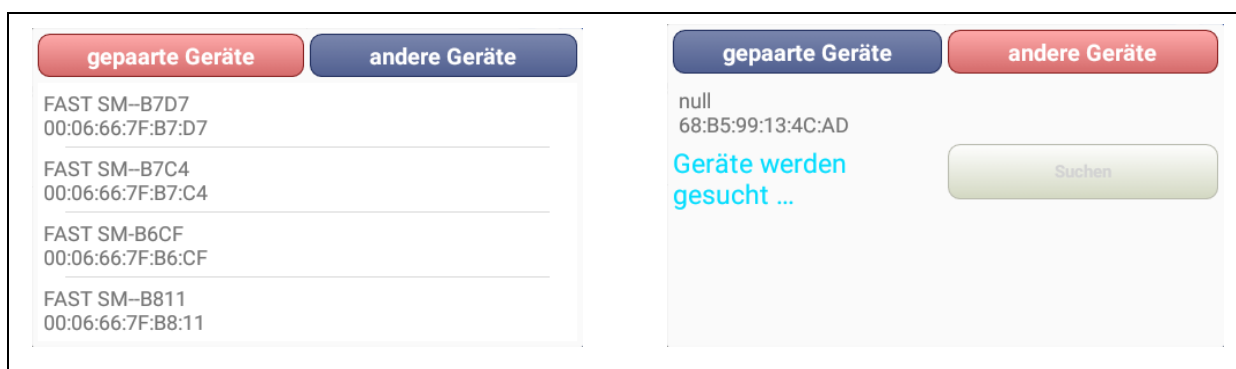 gepaarte Geräte
andere Geräte
FAST SM--B7D7
00:06:66:7F:B7:D7
FAST SM--B7C4
00:06:66:7F:B7:C4
FAST SM-B6CF
00:06:66:7F:B6:CF
FAST SM--B811
00:06:66:7F:B8:11
gepaarte Geräte
andere Geräte
null
68:B5:99:13:4C:AD
Geräte werden
gesucht ...
Suchen